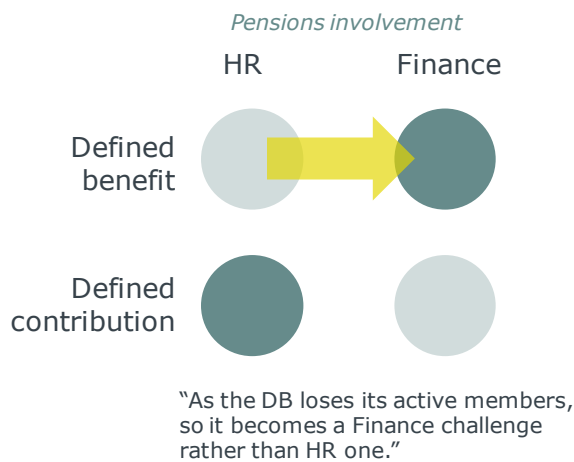 Pensions involvement
HR Finance
Defined
benefit
Defined
contribution
“As the DB loses its active members,
so it becomes a Finance challenge
rather than HR one.”